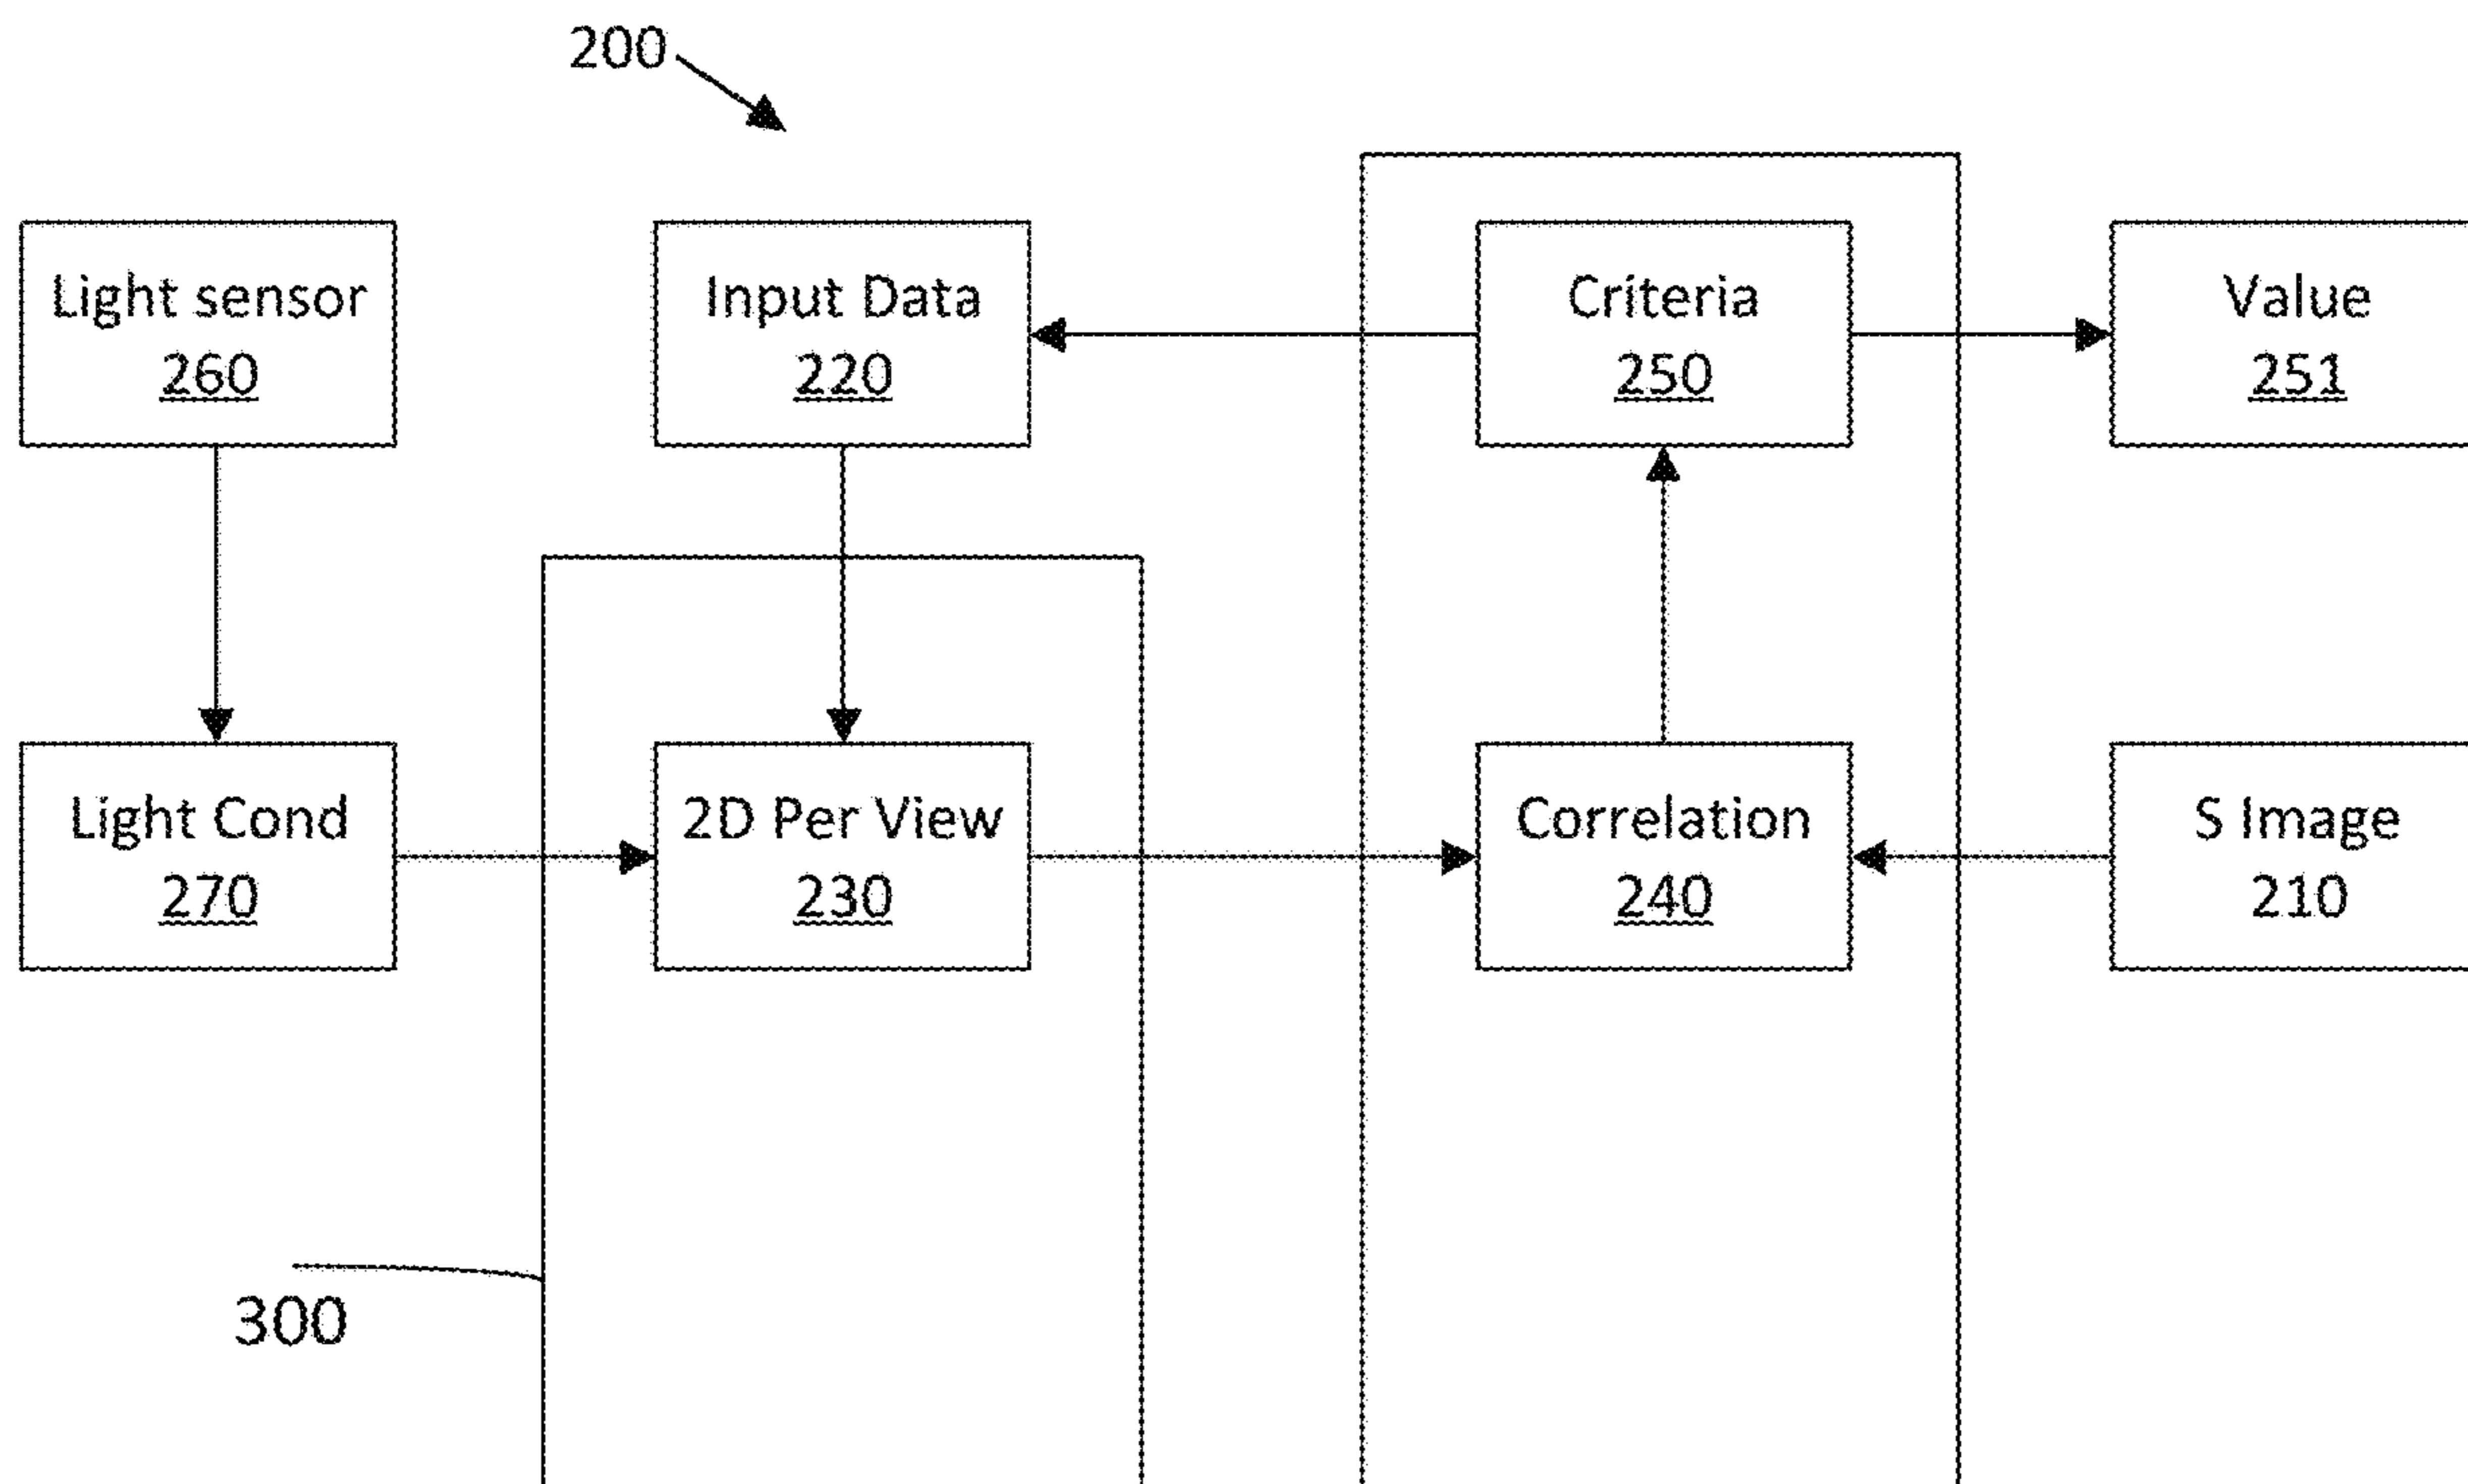 200
Light sensor
260
Input Data
220
Criteria
250
Value
251
Light Cond
270
2D Per View
230
Correlation
240
S Image
210
300